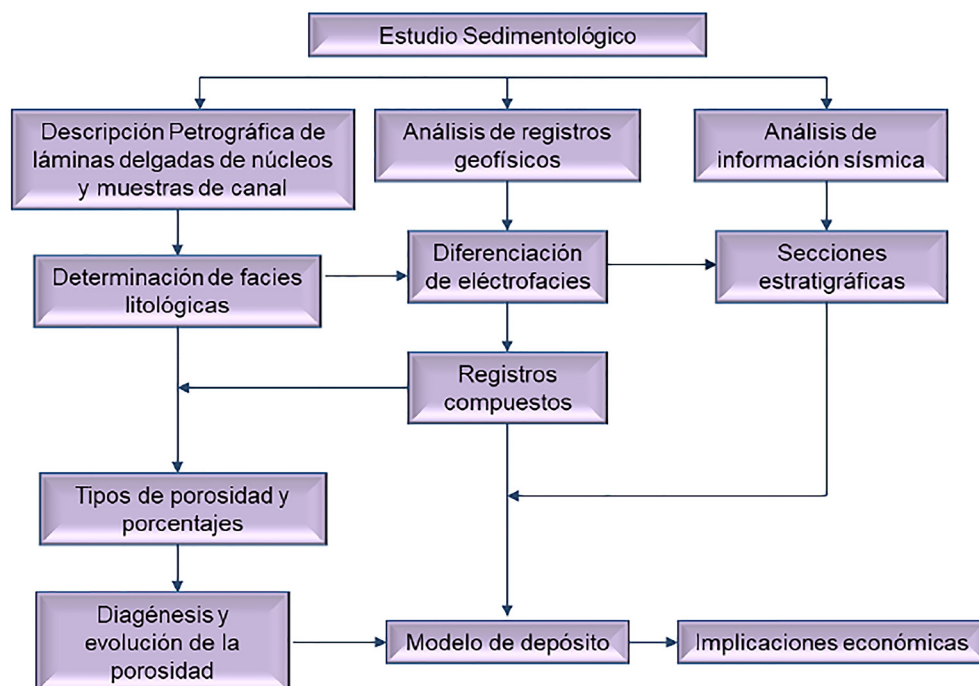 Estudio Sedimentológico
Descripción Petrográfica de
láminas delgadas de núcleos
y muestras de canal
Análisis de registros
geofísicos
Análisis de
información sísmica
Determinación de facies
litológicas
Diferenciación
de eléctrofacies
Secciones
estratigráficas
Registros
compuestos
Tipos de porosidad y
porcentajes
Diagénesis y
evolución de la
porosidad
Modelo de depósito
Implicaciones económicas